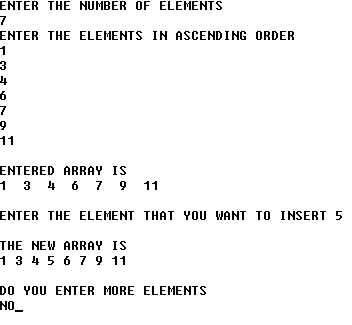 ENTER THE NUMBER OF ELEMENTS
7
ENTER THE ELEMENTS IN ASCENDING ORDER
1
3
4
6
7
9
11
ENTERED ARRAY IS
1 3 4 6 7 9 11
ENTER THE ELEMENT THAT YOU WANT TO INSERT 5
THE NEW ARRAY IS
1 3 4 5 6 7 9 11
DO YOU ENTER MORE ELEMENTS
NO_